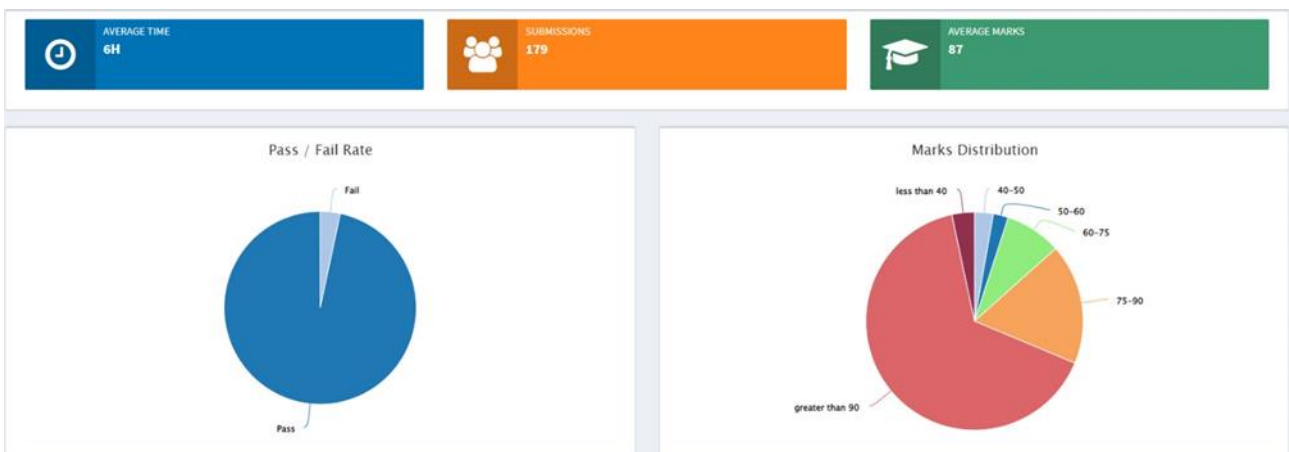 AVERAGE TIME
6H
SUBMISSIONS
179
AVERAGE MARKS
87
Pass / Fail Rate
Fail
Pass
Marks Distribution
less than 40
40-50
50-60
60-75
75-90
greater than 90